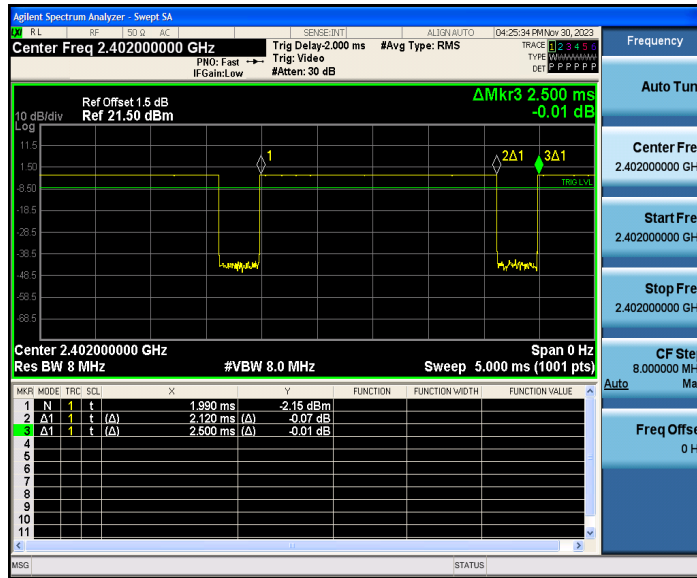 Agilent Spectrum Analyzer - Swept SA
LXI RL RF 50 Ω AC SENSE:INT ALIGN AUTO 04:25:34 PM Nov 30, 2023
Center Freq 2.402000000 GHz
PNO: Fast
IFGain:Low
Trig Delay-2.000 ms
Trig: Video
#Atten: 30 dB
#Avg Type: RMS
TRACE 1 2 3 4 5 6
TYPE W
DET P P P P P P
Frequency
Auto Tun
Ref Offset 1.5 dB
10 dB/div Ref 21.50 dBm
Log
ΔMkr3 2.500 ms
-0.01 dB
11.5
1.50
-8.50
-18.5
-28.5
-38.5
-48.5
-58.5
-68.5
1
2Δ1
3Δ1
TRIG LVL
Center Fre
2.402000000 GH
Start Fre
2.402000000 GH
Stop Fre
2.402000000 GH
Center 2.402000000 GHz Span 0 Hz
Res BW 8 MHz #VBW 8.0 MHz Sweep 5.000 ms (1001 pts)
CF Ste
8.000000 MH
Auto Ma
Freq Offse
0 H
MKR MODE TRC SCL X Y FUNCTION FUNCTION WIDTH FUNCTION VALUE
1 N 1 t 1.990 ms -2.15 dBm
2 Δ1 1 t (Δ) 2.120 ms (Δ) -0.07 dB
3 Δ1 1 t (Δ) 2.500 ms (Δ) -0.01 dB
4
5
6
7
8
9
10
11
MSG STATUS